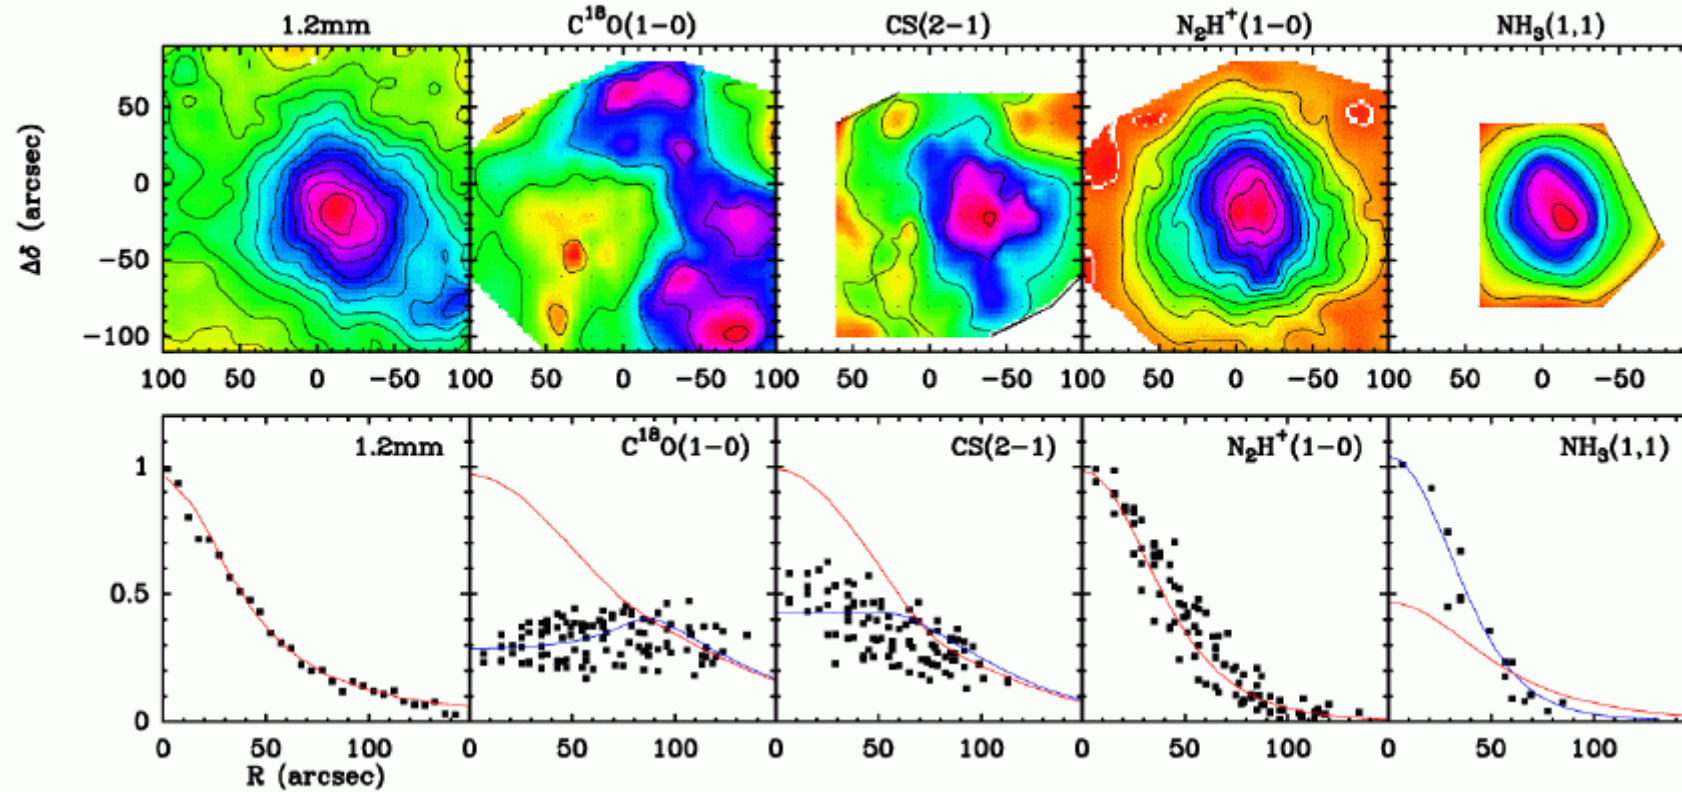 1.2mm C¹⁸O(1−0) CS(2−1) N₂H⁺(1−0) NH₃(1,1)
Δδ (arcsec)
50
0
−50
−100
100 50 0 −50 100 50 0 −50 100 50 0 −50 100 50 0 −50 100 50 0 −50
1.2mm C¹⁸O(1−0) CS(2−1) N₂H⁺(1−0) NH₃(1,1)
1
0.5
0
0 50 100 0 50 100 0 50 100 0 50 100 0 50 100
R (arcsec)